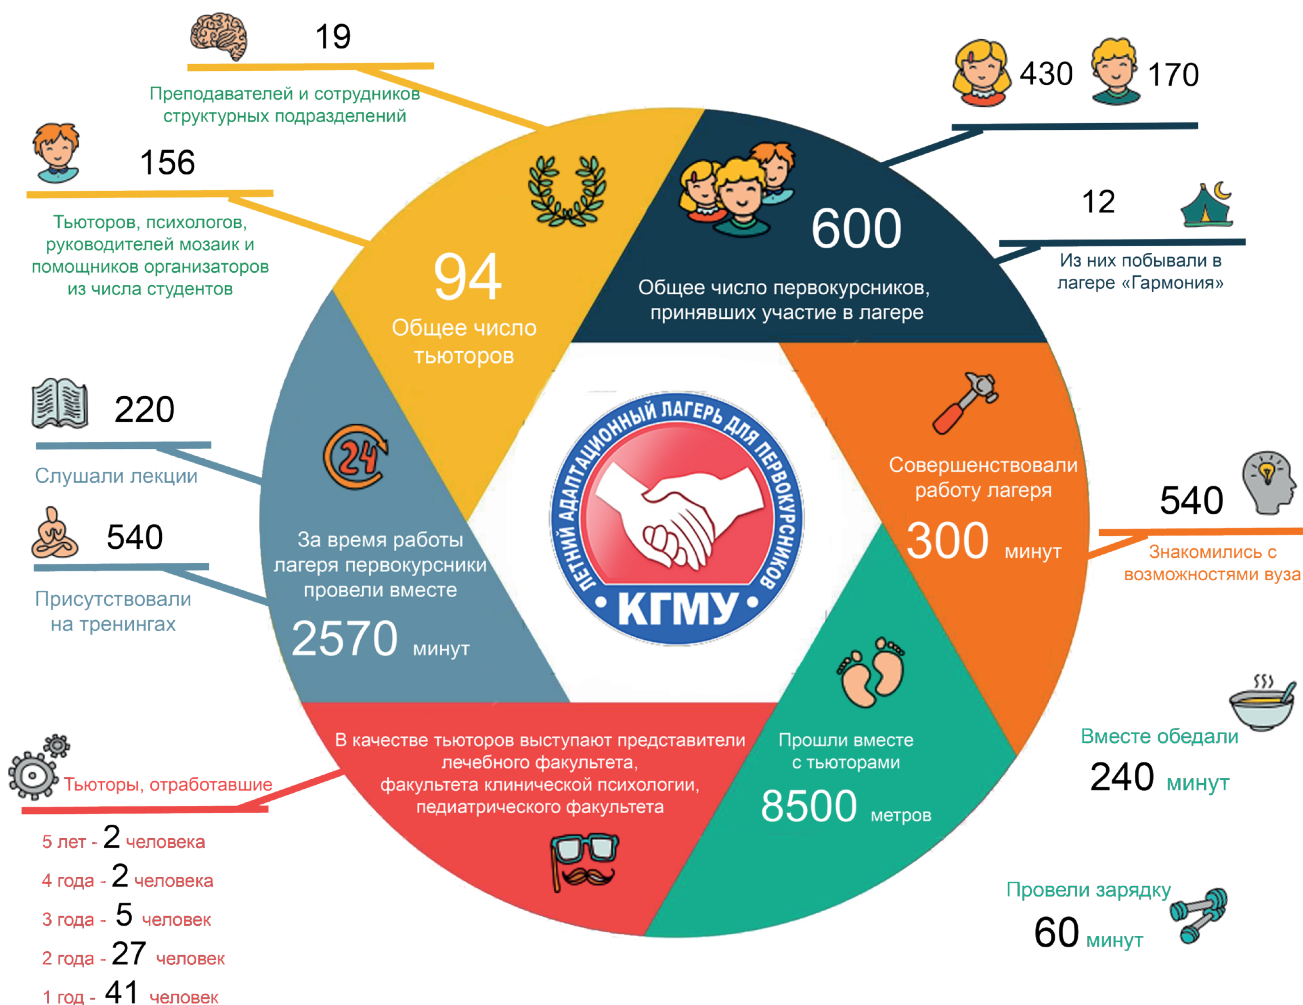 19
Преподавателей и сотрудников
структурных подразделений
156
Тьюторов, психологов,
руководителей мозаик и
помощников организаторов
из числа студентов
94
Общее число
тьюторов
430
170
600
Общее число первокурсников,
принявших участие в лагере
12
Из них побывали в
лагере «Гармония»
220
Слушали лекции
540
Присутствовали
на тренингах
24
За время работы
лагеря первокурсники
провели вместе
2570 минут
ЛЕТНИЙ АДАПТАЦИОННЫЙ ЛАГЕРЬ ДЛЯ ПЕРВОКУРСНИКОВ
• КГМУ •
Совершенствовали
работу лагеря
300 минут
540
Знакомились с
возможностями вуза
Тьюторы, отработавшие
5 лет - 2 человека
4 года - 2 человека
3 года - 5 человек
2 года - 27 человек
1 год - 41 человек
В качестве тьюторов выступают представители
лечебного факультета,
факультета клинической психологии,
педиатрического факультета
Прошли вместе
с тьюторами
8500 метров
Вместе обедали
240 минут
Провели зарядку
60 минут